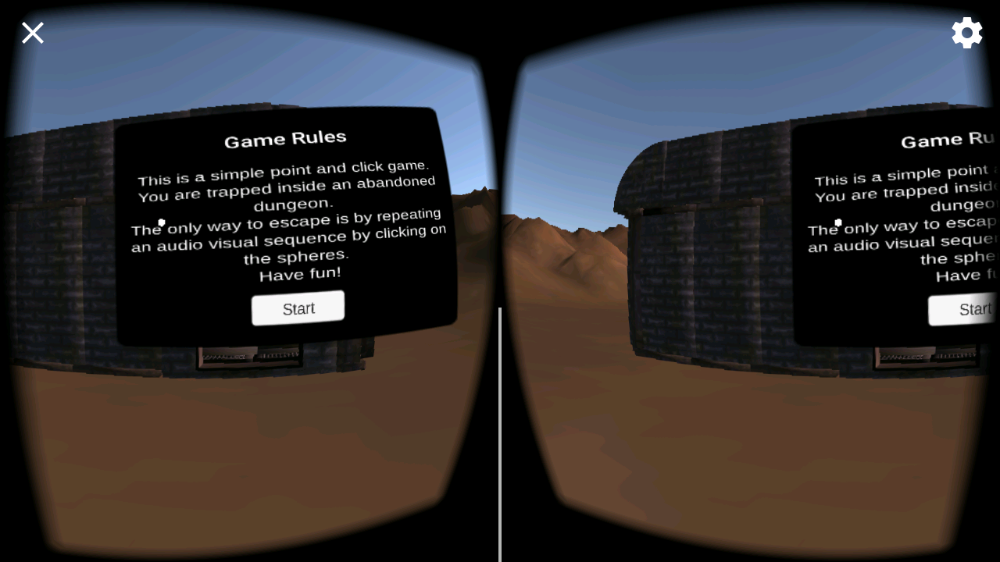 Game Rules
This is a simple point and click game.
You are trapped inside an abandoned
dungeon.
The only way to escape is by repeating
an audio visual sequence by clicking on
the spheres.
Have fun!
Start
Game Ru
This is a simple point
You are trapped insid
dungeo
The only way to escap
an audio visual seque
the sphe
Have fu
Start